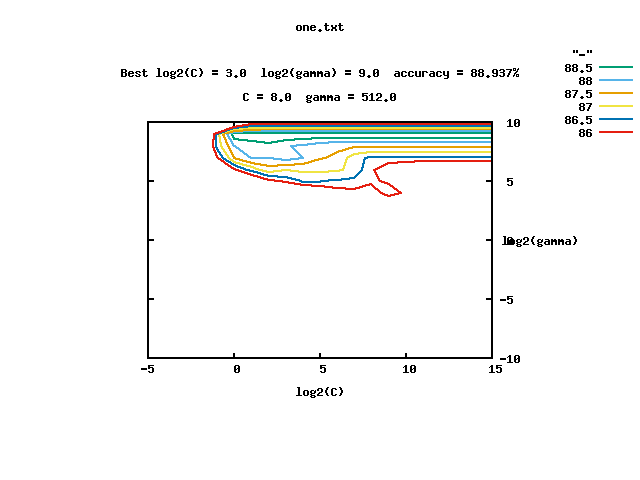 one.txt
"-"
Best log2(C) = 3.0  log2(gamma) = 9.0  accuracy = 88.937%
88.5
88
C = 8.0  gamma = 512.0
87.5
87
86.5
86
10
5
0
log2(gamma)
-5
-10
-5 0 5 10 15
log2(C)